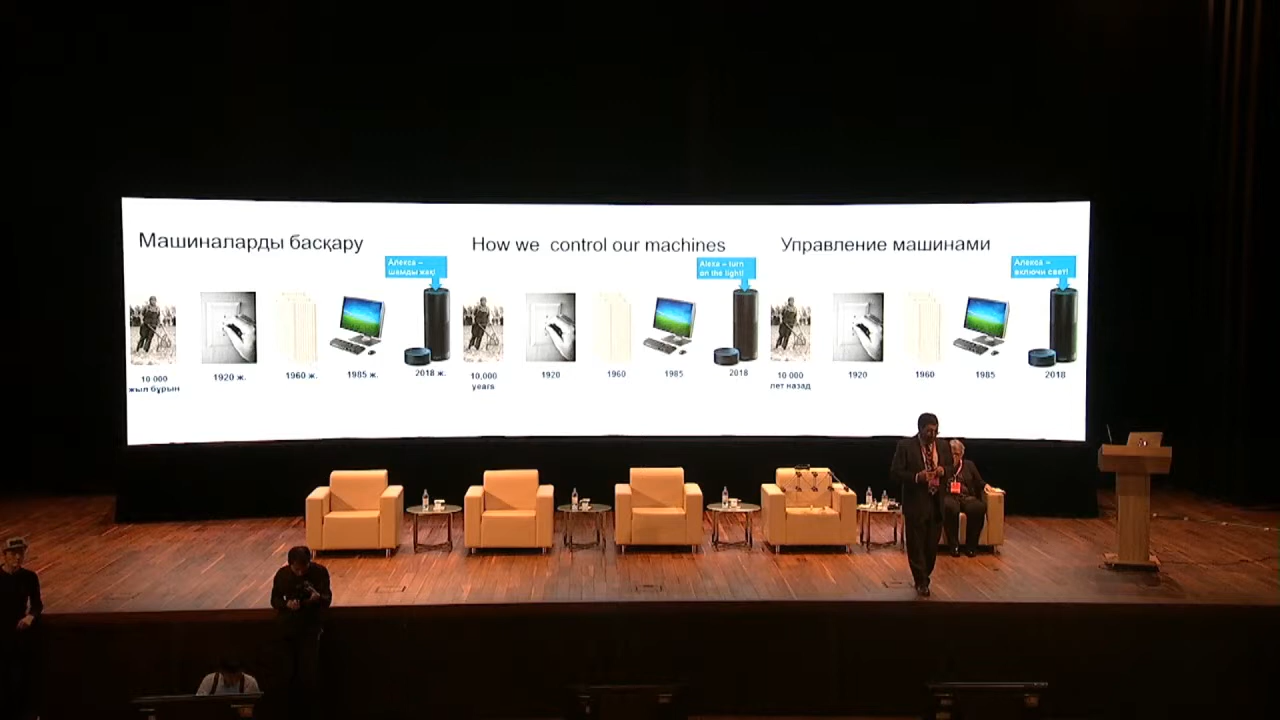 Машиналарды басқару
Алекса –
шамды жақ!
10 000
жыл бұрын
1920 ж.
1960 ж.
1985 ж.
2018 ж.
How we control our machines
Alexa – turn
on the light!
10,000
years
1920
1960
1985
2018
Управление машинами
Алекса –
включи свет!
10 000
лет назад
1920
1960
1985
2018